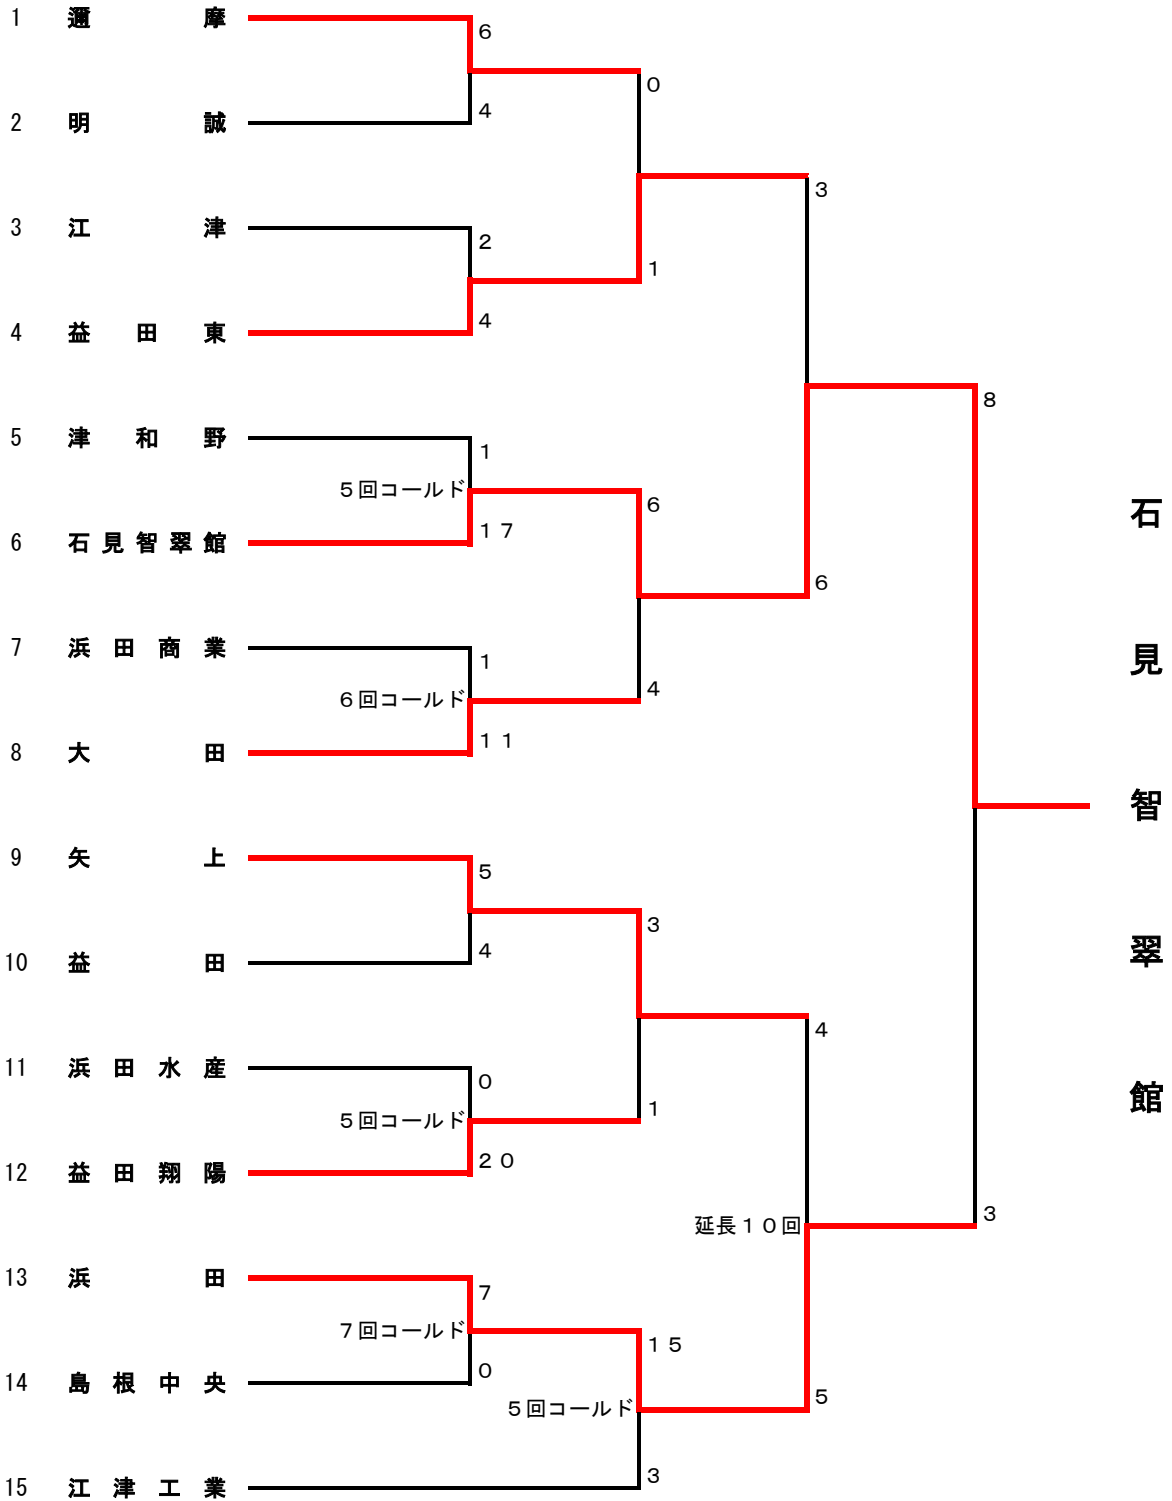 1 邇摩
6
0
2 明誠
4
3
3 江津
2
1
4 益田東
4
8
5 津和野
1
5回コールド
6
6 石見智翠館
17
6
7 浜田商業
1
6回コールド
4
8 大田
11
石見智翠館
9 矢上
5
3
10 益田
4
4
11 浜田水産
0
5回コールド
1
12 益田翔陽
20
延長10回
3
13 浜田
7
7回コールド
15
14 島根中央
0
5回コールド
5
15 江津工業
3